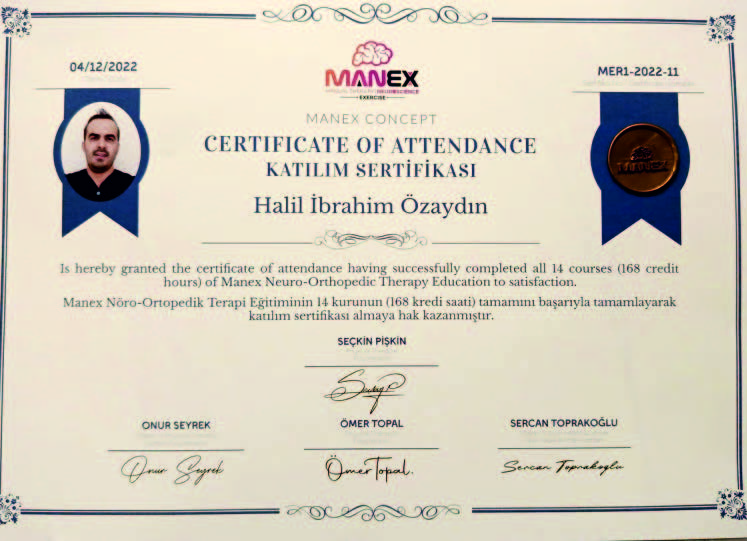 04/12/2022
MANEX
EXERCISE
MER1-2022-11
MANEX CONCEPT
CERTIFICATE OF ATTENDANCE
KATILIM SERTİFİKASI
Halil İbrahim Özaydın
MANEX
Is hereby granted the certificate of attendance having successfully completed all 14 courses (168 credit
hours) of Manex Neuro-Orthopedic Therapy Education to satisfaction.
Manex Nöro-Ortopedik Terapi Eğitiminin 14 kurunun (168 kredi saati) tamamını başarıyla tamamlayarak
katılım sertifikası almaya hak kazanmıştır.
SEÇKİN PİŞKİN
ONUR SEYREK
ÖMER TOPAL
SERCAN TOPRAKOĞLU
Onur Seyrek
Ömer Topal.
Sercan Toprakoglu